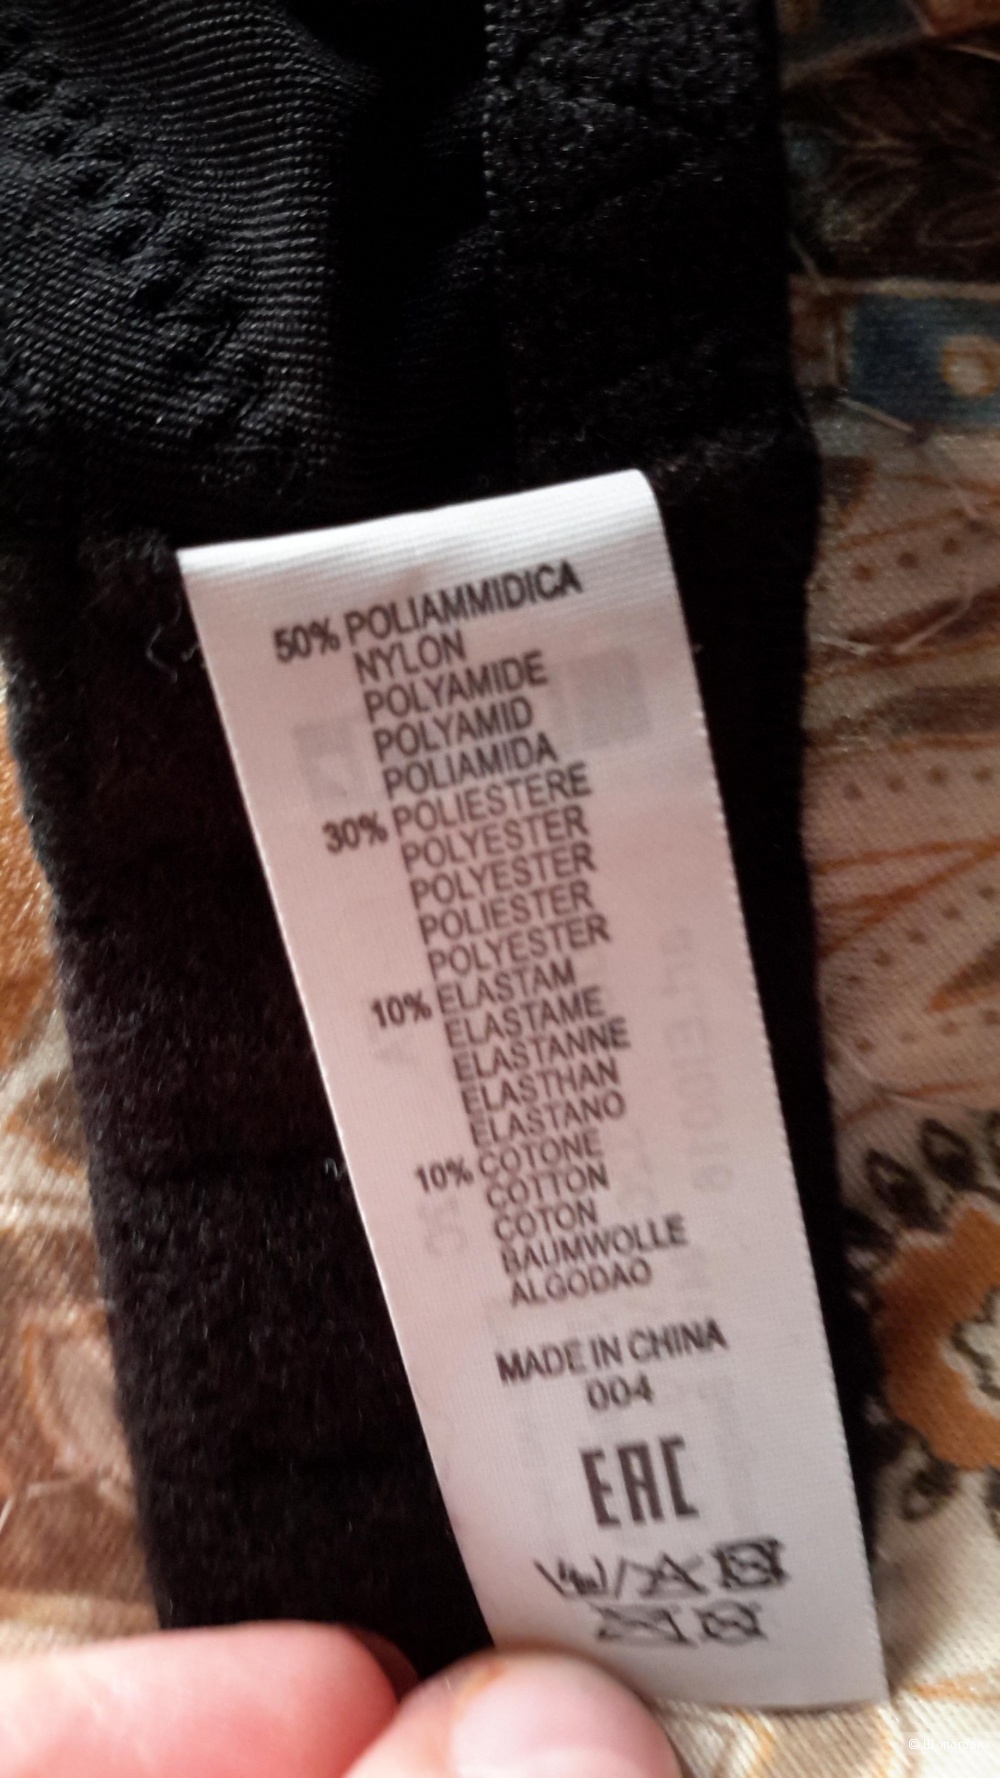 50% POLIAMMIDICA
NYLON
POLYAMIDE
POLYAMID
POLIAMIDA
30% POLIESTERE
POLYESTER
POLYESTER
POLIESTER
POLYESTER
10% ELASTAM
ELASTAME
ELASTANNE
ELASTHAN
ELASTANO
10% COTONE
COTTON
COTON
BAUMWOLLE
ALGODAO
MADE IN CHINA
004
EAC